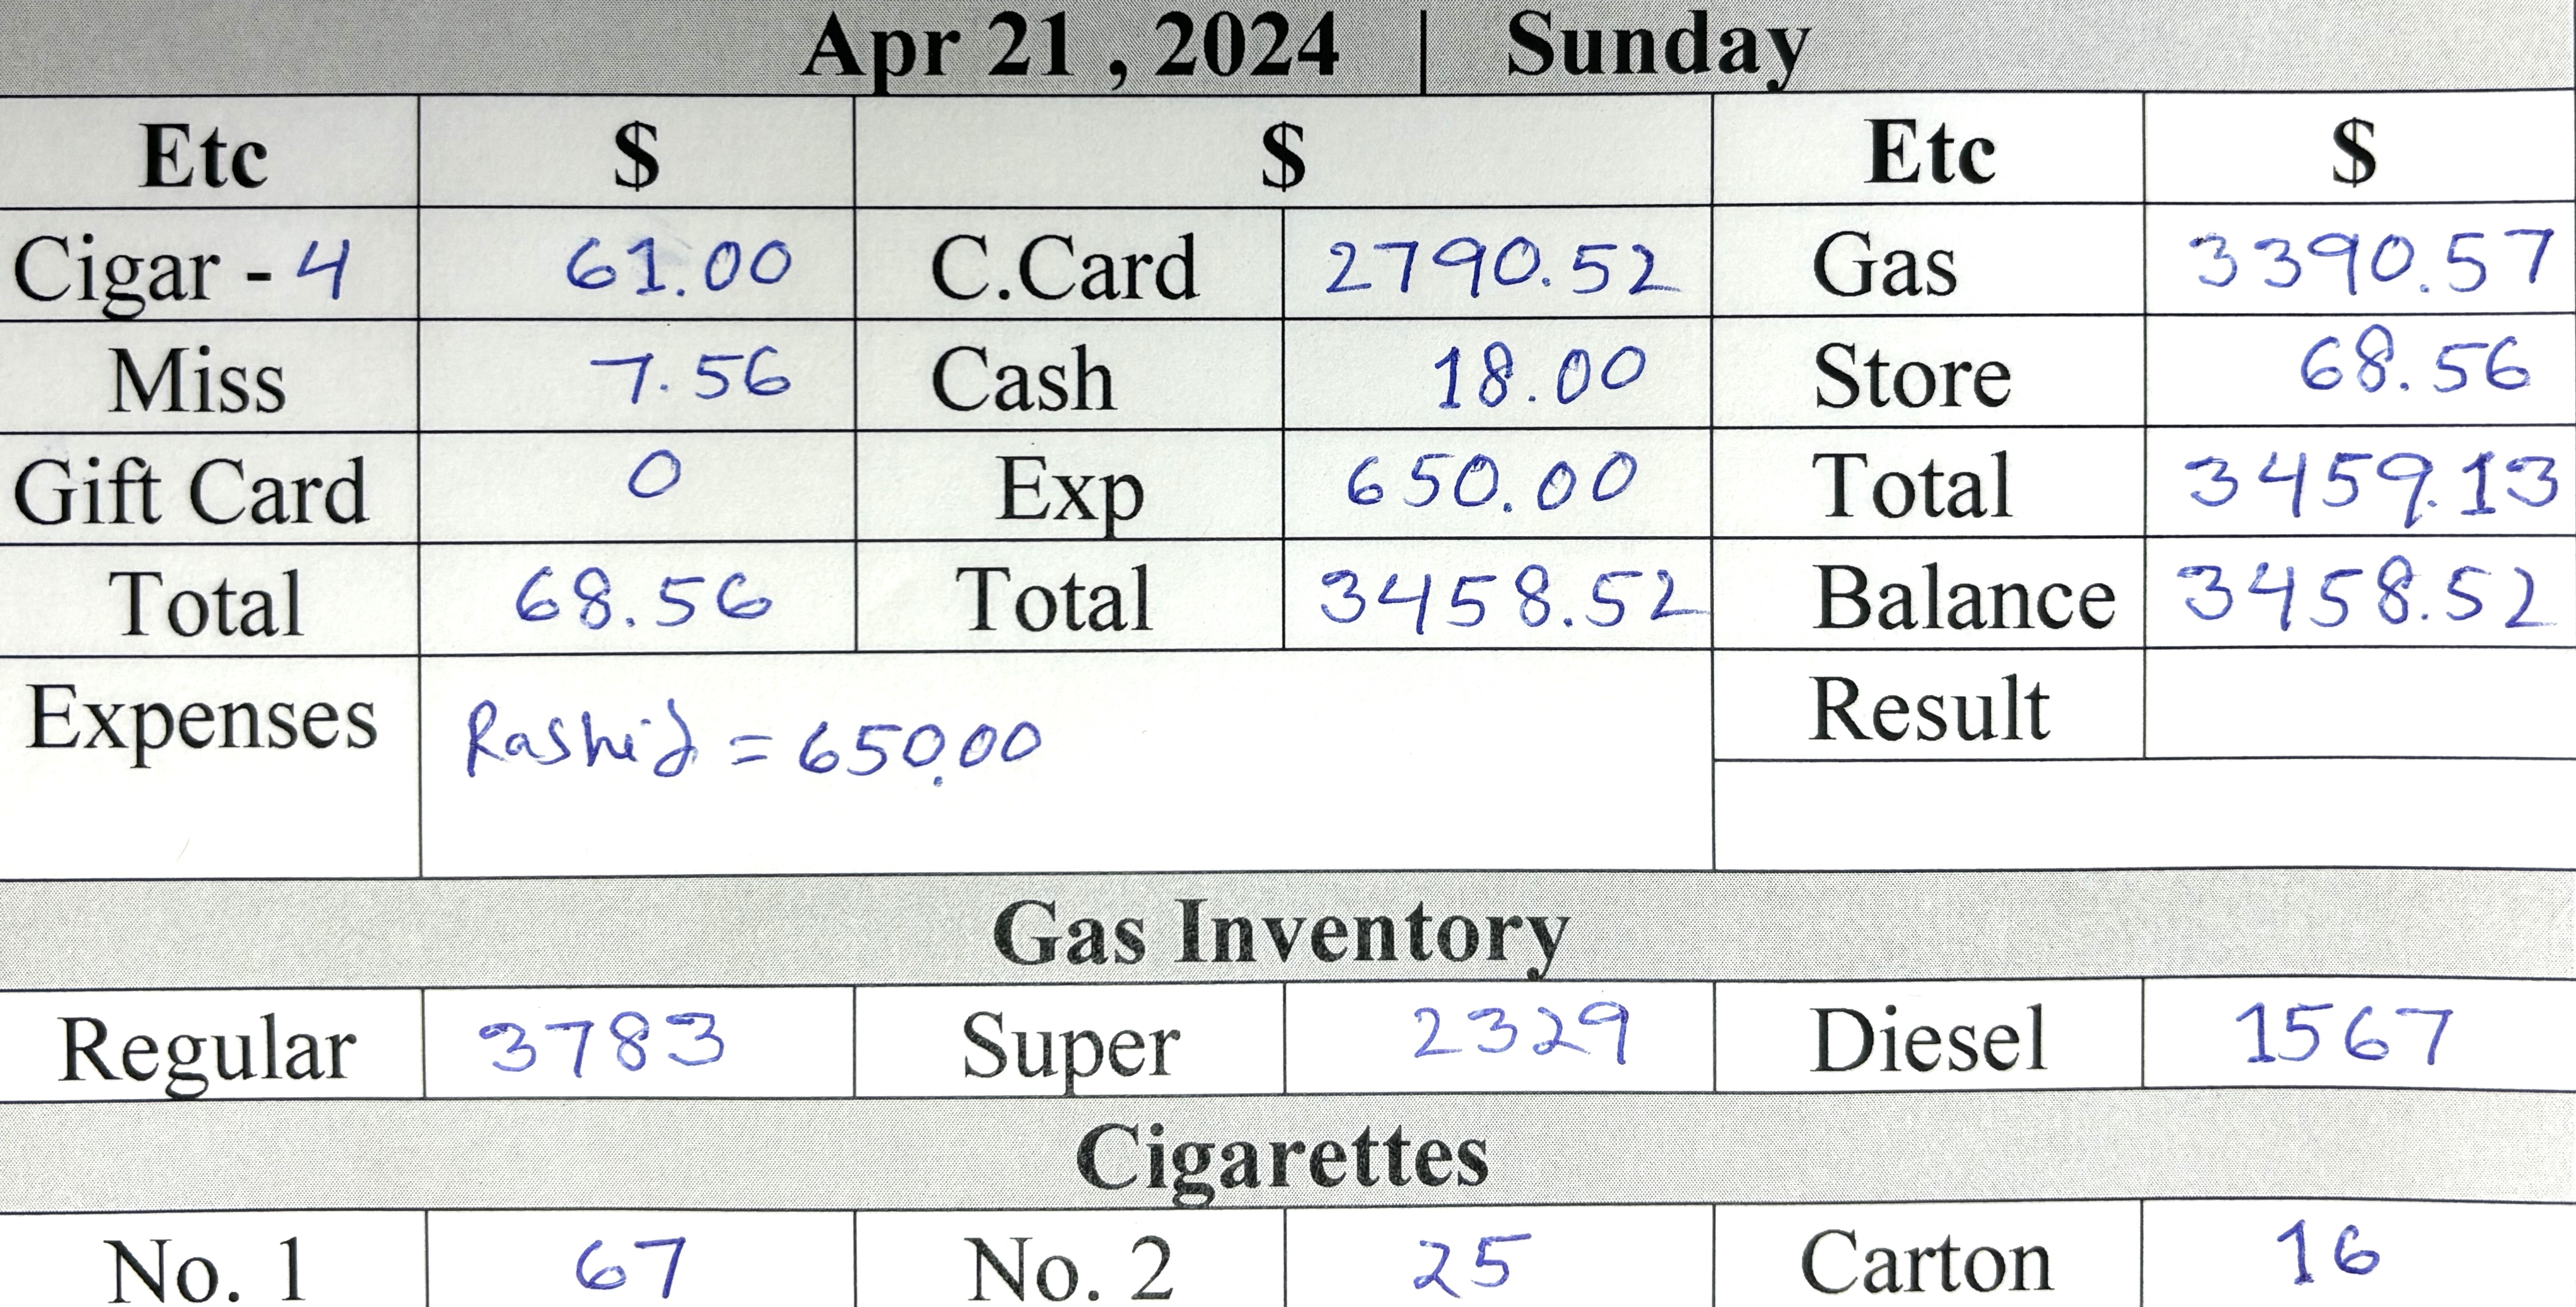 Apr 21 , 2024 | Sunday
Etc $ $ Etc $
Cigar - 4 61.00 C.Card 2790.52 Gas 3390.57
Miss 7.56 Cash 18.00 Store 68.56
Gift Card 0 Exp 650.00 Total 3459.13
Total 68.56 Total 3458.52 Balance 3458.52
Expenses Rashid = 650.00 Result
Gas Inventory
Regular 3783 Super 2329 Diesel 1567
Cigarettes
No. 1 67 No. 2 25 Carton 16